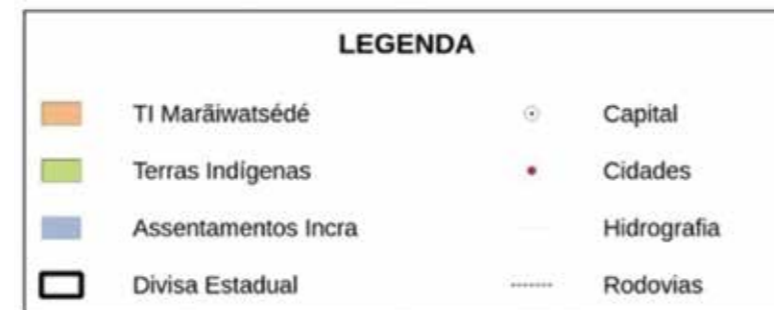 LEGENDA
TI Marãiwatsédé Capital
Terras Indígenas Cidades
Assentamentos Incra Hidrografia
Divisa Estadual Rodovias